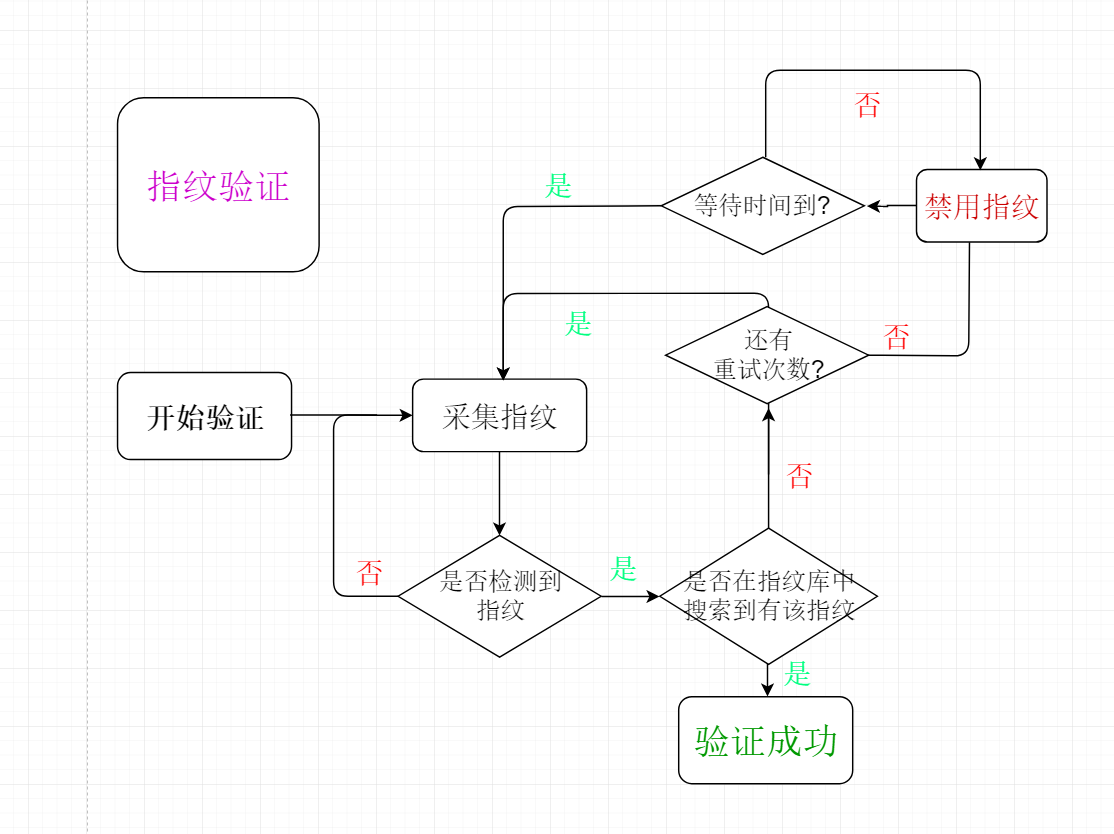 否
指纹验证
是
等待时间到?
禁用指纹
是
还有
重试次数?
否
开始验证
采集指纹
否
否
是否检测到
指纹
是
是否在指纹库中
搜索到有该指纹
是
验证成功